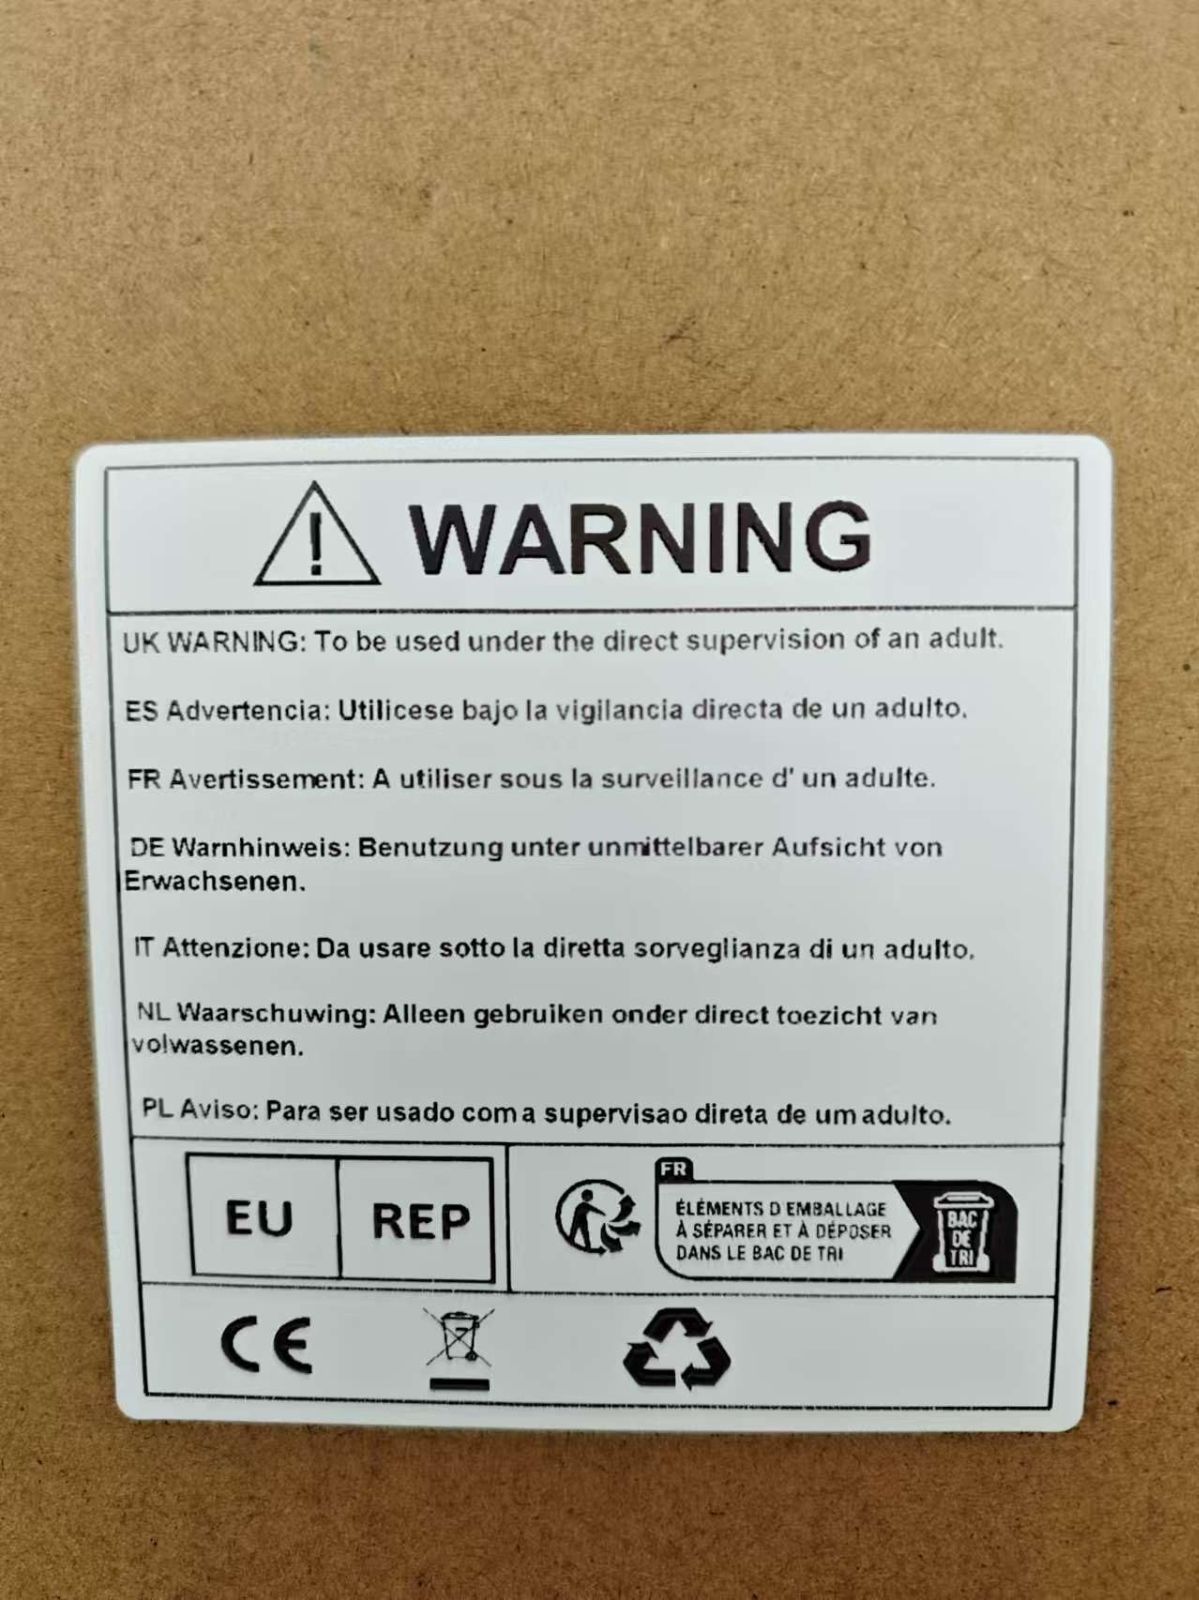 WARNING
UK WARNING: To be used under the direct supervision of an adult.
ES Advertencia: Utilicese bajo la vigilancia directa de un adulto.
FR Avertissement: A utiliser sous la surveillance d' un adulte.
DE Warnhinweis: Benutzung unter unmittelbarer Aufsicht von
Erwachsenen.
IT Attenzione: Da usare sotto la diretta sorveglianza di un adulto.
NL Waarschuwing: Alleen gebruiken onder direct toezicht van
volwassenen.
PL Aviso: Para ser usado com a supervisao direta de um adulto.
EU REP
FR
ÉLÉMENTS D'EMBALLAGE
À SÉPARER ET À DÉPOSER
DANS LE BAC DE TRI
BAC
DE
TRI
CE